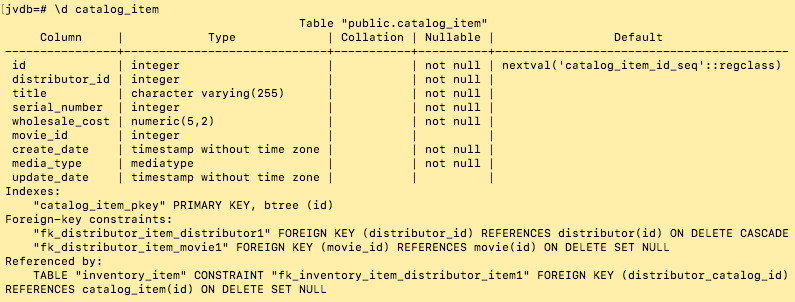 [jvdb=# \d catalog_item
                                          Table "public.catalog_item"
     Column      |            Type             | Collation | Nullable |                 Default
-----------------+-----------------------------+-----------+----------+------------------------------------------
 id              | integer                     |           | not null | nextval('catalog_item_id_seq'::regclass)
 distributor_id  | integer                     |           | not null |
 title           | character varying(255)      |           | not null |
 serial_number   | integer                     |           | not null |
 wholesale_cost  | numeric(5,2)                |           | not null |
 movie_id        | integer                     |           |          |
 create_date     | timestamp without time zone |           | not null |
 media_type      | mediatype                   |           | not null |
 update_date     | timestamp without time zone |           |          |
Indexes:
    "catalog_item_pkey" PRIMARY KEY, btree (id)
Foreign-key constraints:
    "fk_distributor_item_distributor1" FOREIGN KEY (distributor_id) REFERENCES distributor(id) ON DELETE CASCADE
    "fk_distributor_item_movie1" FOREIGN KEY (movie_id) REFERENCES movie(id) ON DELETE SET NULL
Referenced by:
    TABLE "inventory_item" CONSTRAINT "fk_inventory_item_distributor_item1" FOREIGN KEY (distributor_catalog_id)
REFERENCES catalog_item(id) ON DELETE SET NULL